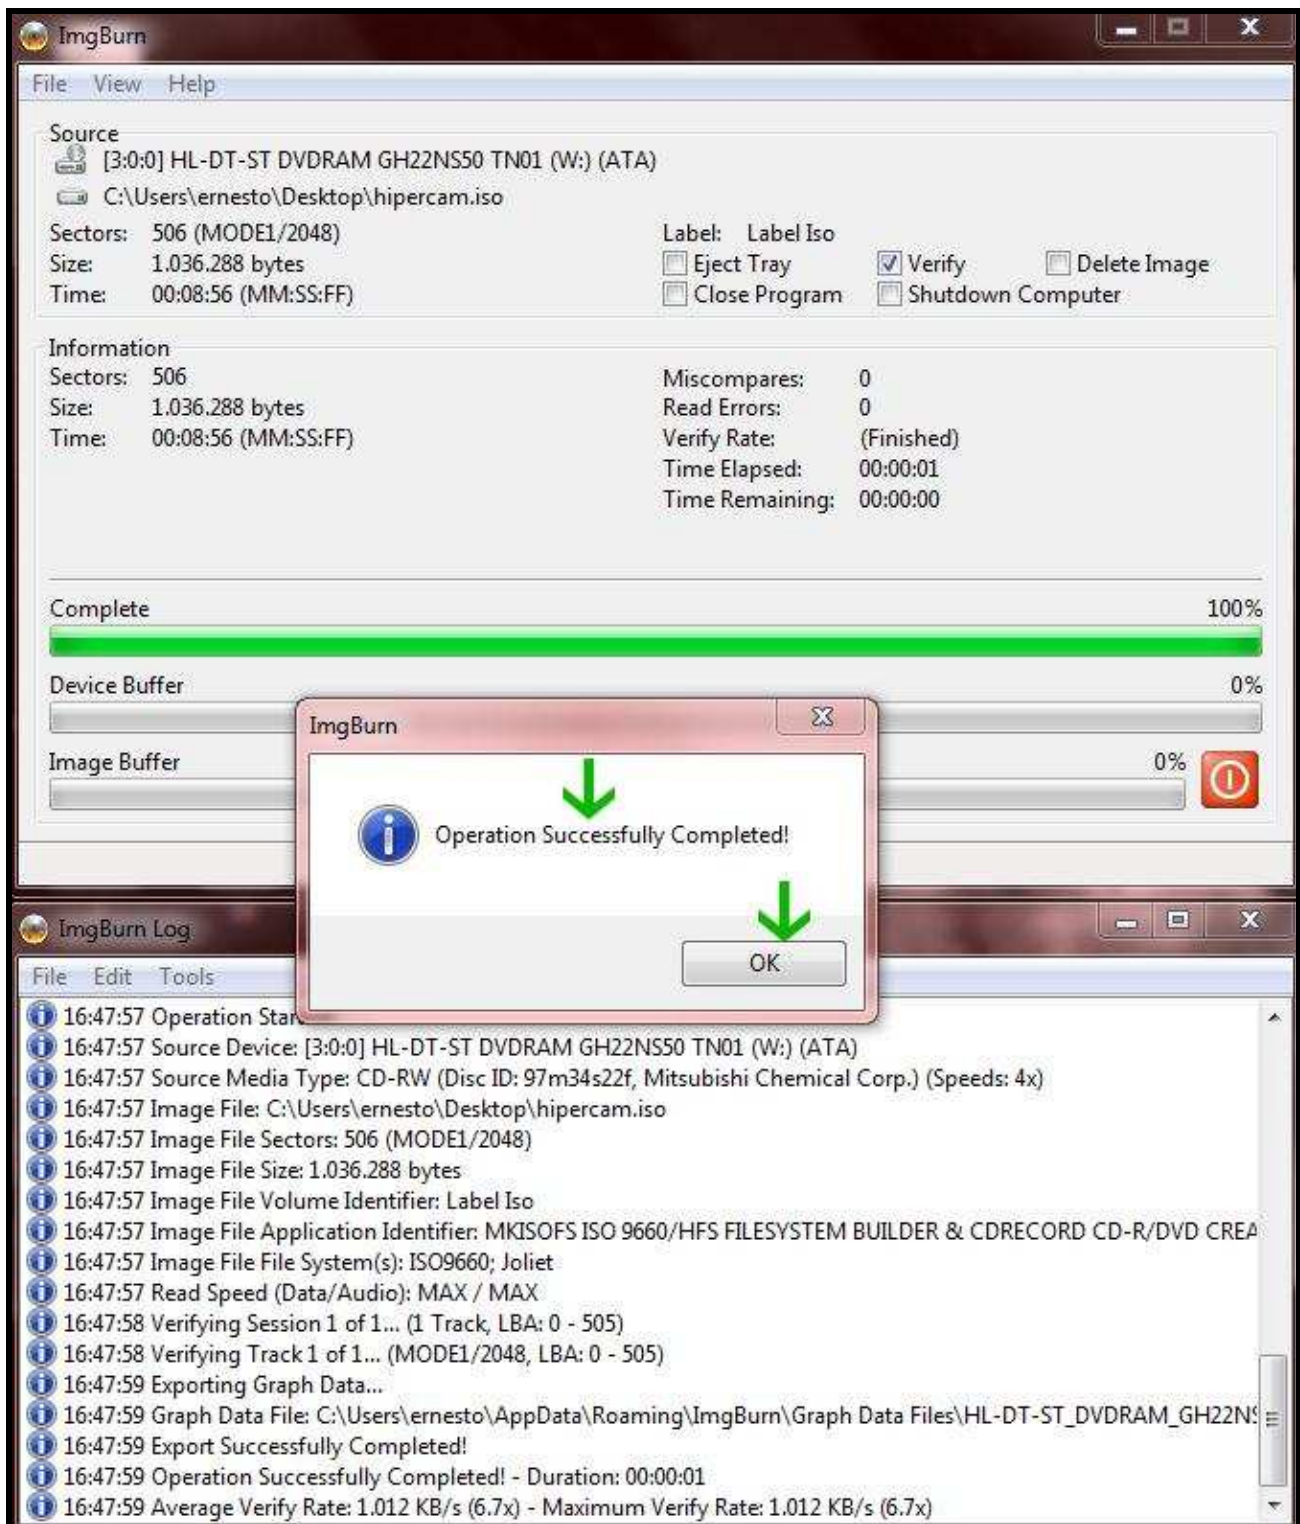 ImgBurn
File View Help
Source
[3:0:0] HL-DT-ST DVDRAM GH22NS50 TN01 (W:) (ATA)
C:\Users\ernesto\Desktop\hipercam.iso
Sectors: 506 (MODE1/2048) Label: Label Iso
Size: 1.036.288 bytes Eject Tray Verify Delete Image
Time: 00:08:56 (MM:SS:FF) Close Program Shutdown Computer
Information
Sectors: 506 Miscompares: 0
Size: 1.036.288 bytes Read Errors: 0
Time: 00:08:56 (MM:SS:FF) Verify Rate: (Finished)
Time Elapsed: 00:00:01
Time Remaining: 00:00:00
Complete 100%
Device Buffer 0%
Image Buffer 0%
ImgBurn
Operation Successfully Completed!
OK
ImgBurn Log
File Edit Tools
16:47:57 Operation Star
16:47:57 Source Device: [3:0:0] HL-DT-ST DVDRAM GH22NS50 TN01 (W:) (ATA)
16:47:57 Source Media Type: CD-RW (Disc ID: 97m34s22f, Mitsubishi Chemical Corp.) (Speeds: 4x)
16:47:57 Image File: C:\Users\ernesto\Desktop\hipercam.iso
16:47:57 Image File Sectors: 506 (MODE1/2048)
16:47:57 Image File Size: 1.036.288 bytes
16:47:57 Image File Volume Identifier: Label Iso
16:47:57 Image File Application Identifier: MKISOFS ISO 9660/HFS FILESYSTEM BUILDER & CDRECORD CD-R/DVD CREA
16:47:57 Image File File System(s): ISO9660; Joliet
16:47:57 Read Speed (Data/Audio): MAX / MAX
16:47:58 Verifying Session 1 of 1... (1 Track, LBA: 0 - 505)
16:47:58 Verifying Track 1 of 1... (MODE1/2048, LBA: 0 - 505)
16:47:59 Exporting Graph Data...
16:47:59 Graph Data File: C:\Users\ernesto\AppData\Roaming\ImgBurn\Graph Data Files\HL-DT-ST_DVDRAM_GH22NS
16:47:59 Export Successfully Completed!
16:47:59 Operation Successfully Completed! - Duration: 00:00:01
16:47:59 Average Verify Rate: 1.012 KB/s (6.7x) - Maximum Verify Rate: 1.012 KB/s (6.7x)